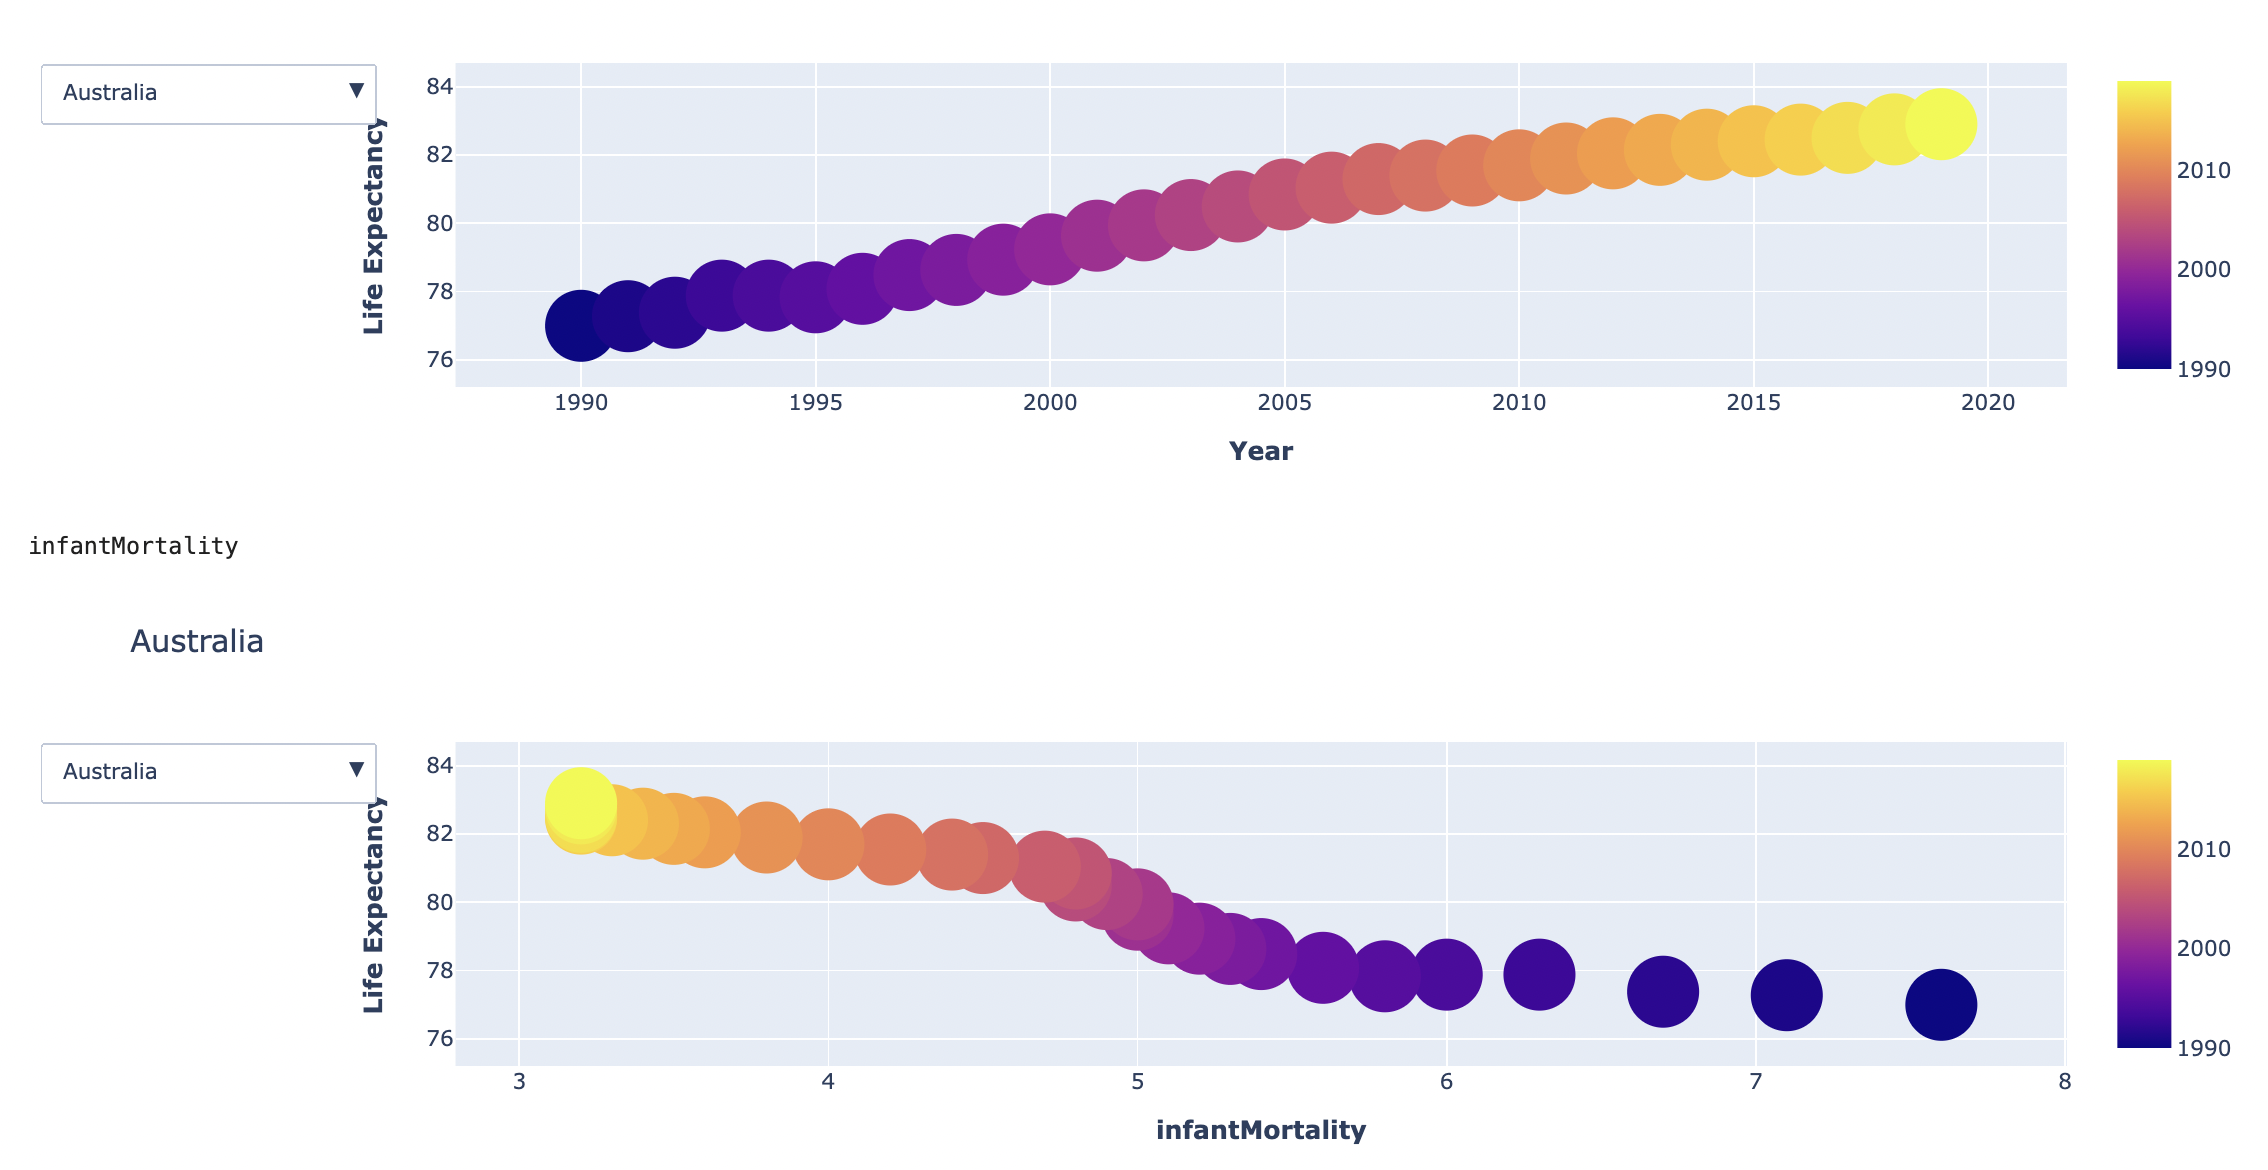 Australia ▼
Life Expectancy
84
82
80
78
76
1990 1995 2000 2005 2010 2015 2020
Year
2010
2000
1990
infantMortality
Australia
Australia ▼
Life Expectancy
84
82
80
78
76
3 4 5 6 7 8
infantMortality
2010
2000
1990